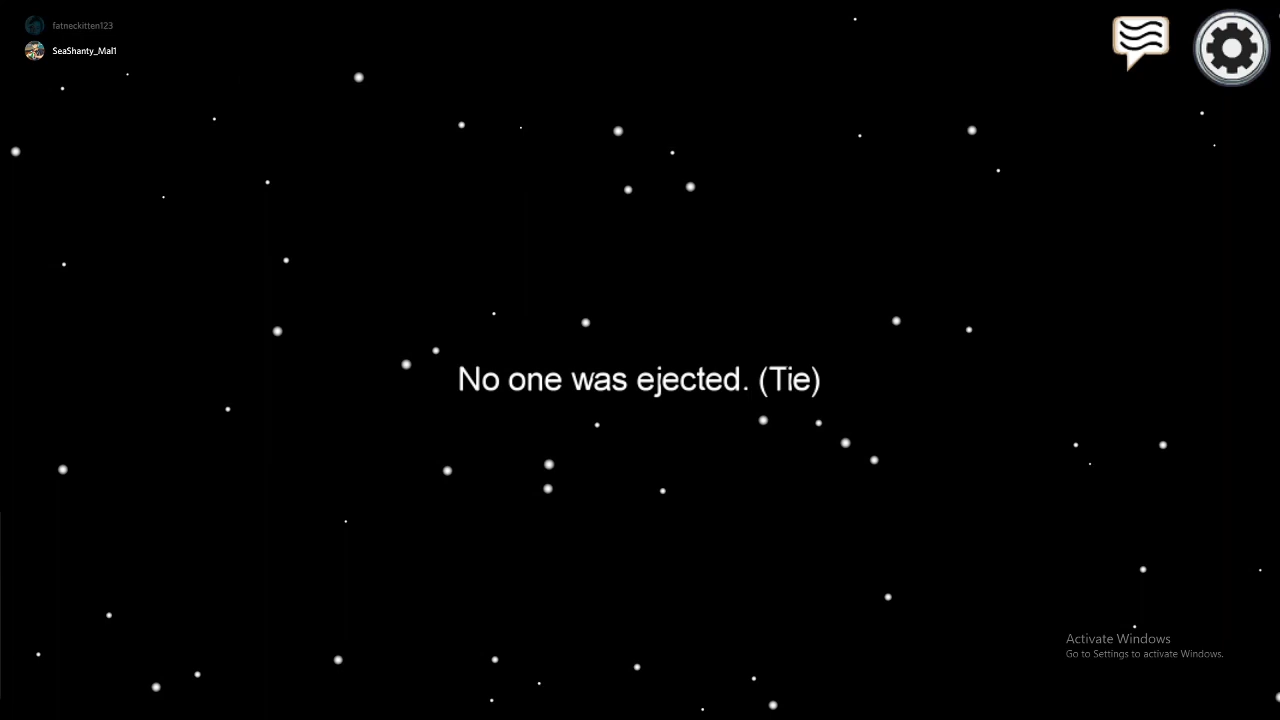 fatneckitten123
SeaShanty_Mal1
No one was ejected. (Tie)
Activate Windows
Go to Settings to activate Windows.